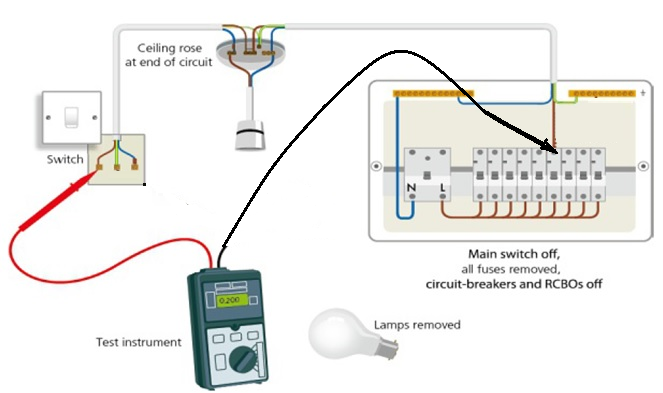 Ceiling rose
at end of circuit
Switch
N L
Main switch off,
all fuses removed,
circuit-breakers and RCBOs off
0.200
Lamps removed
Test instrument